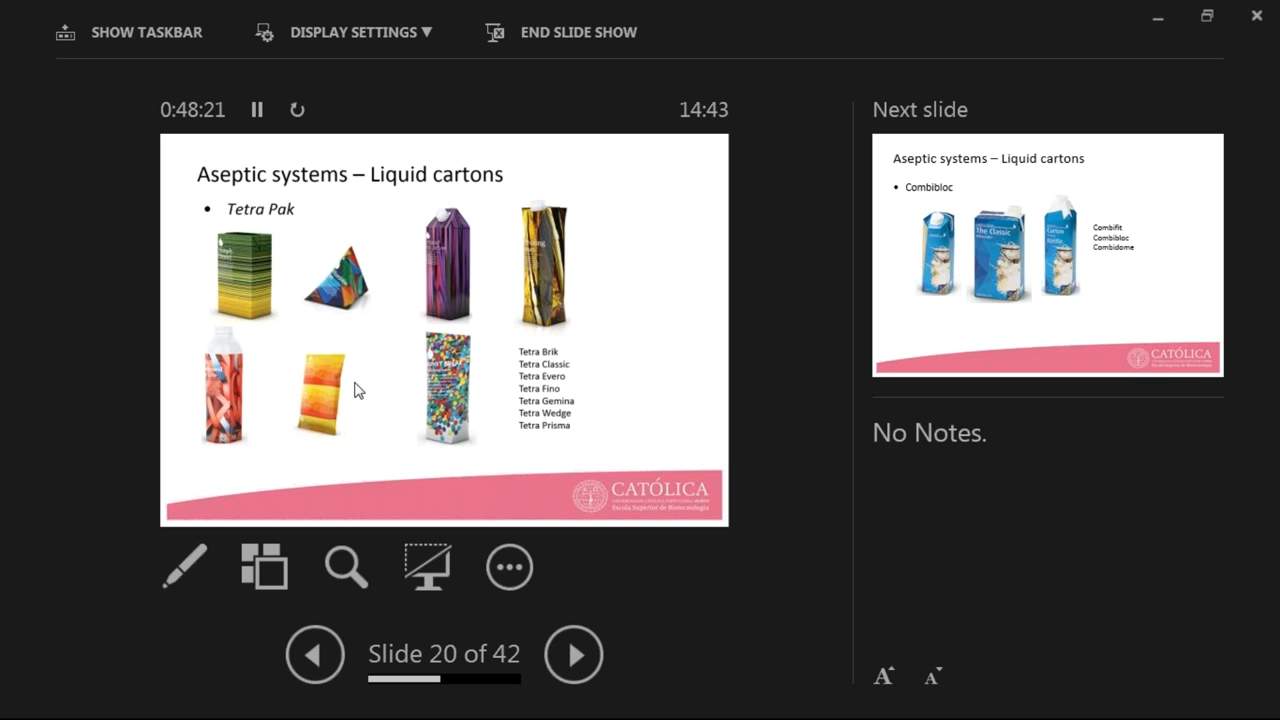 SHOW TASKBAR
DISPLAY SETTINGS ▼
END SLIDE SHOW
0:48:21
14:43
Aseptic systems – Liquid cartons
• Tetra Pak
Tetra Brik
Tetra Classic
Tetra Evero
Tetra Fino
Tetra Gemina
Tetra Wedge
Tetra Prisma
CATÓLICA
Escola Superior de Biotecnologia
Slide 20 of 42
Next slide
Aseptic systems – Liquid cartons
• Combibloc
The Classic
Combifit
Combibloc
Combidome
CATÓLICA
No Notes.
A A